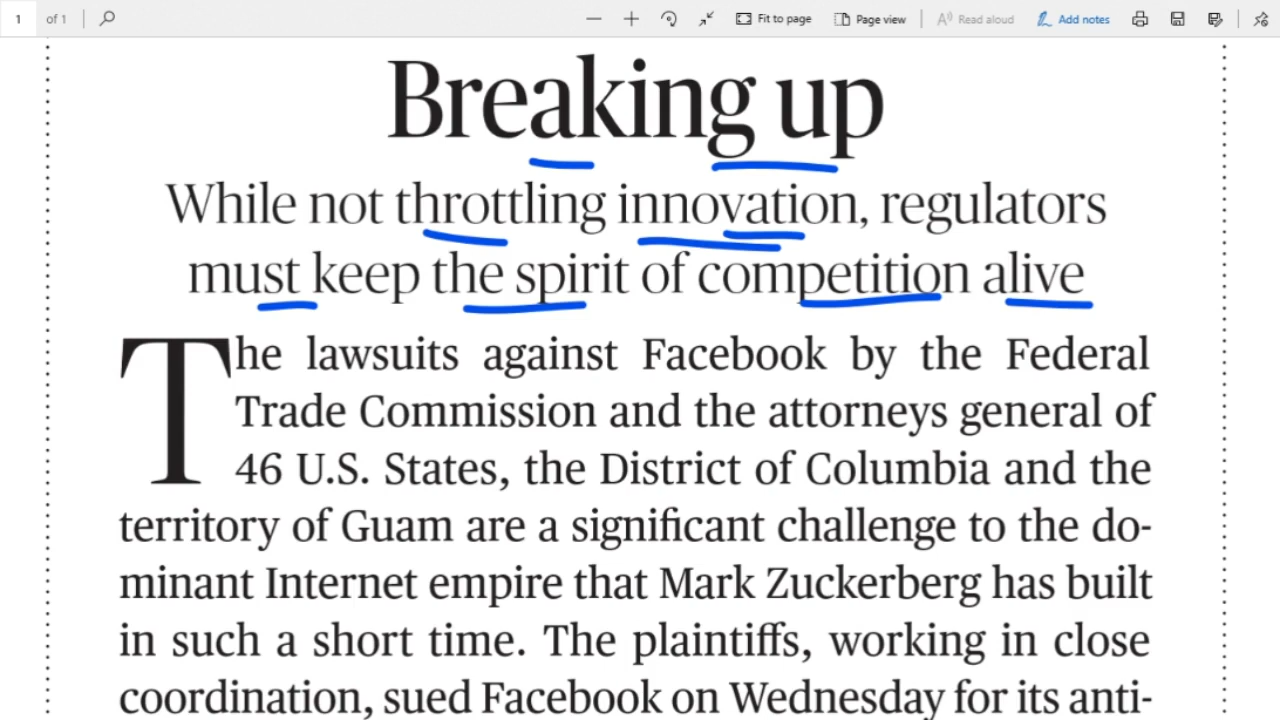 1 of 1 Fit to page Page view Read aloud Add notes
Breaking up
While not throttling innovation, regulators
must keep the spirit of competition alive
The lawsuits against Facebook by the Federal
Trade Commission and the attorneys general of
46 U.S. States, the District of Columbia and the
territory of Guam are a significant challenge to the do-
minant Internet empire that Mark Zuckerberg has built
in such a short time. The plaintiffs, working in close
coordination, sued Facebook on Wednesday for its anti-